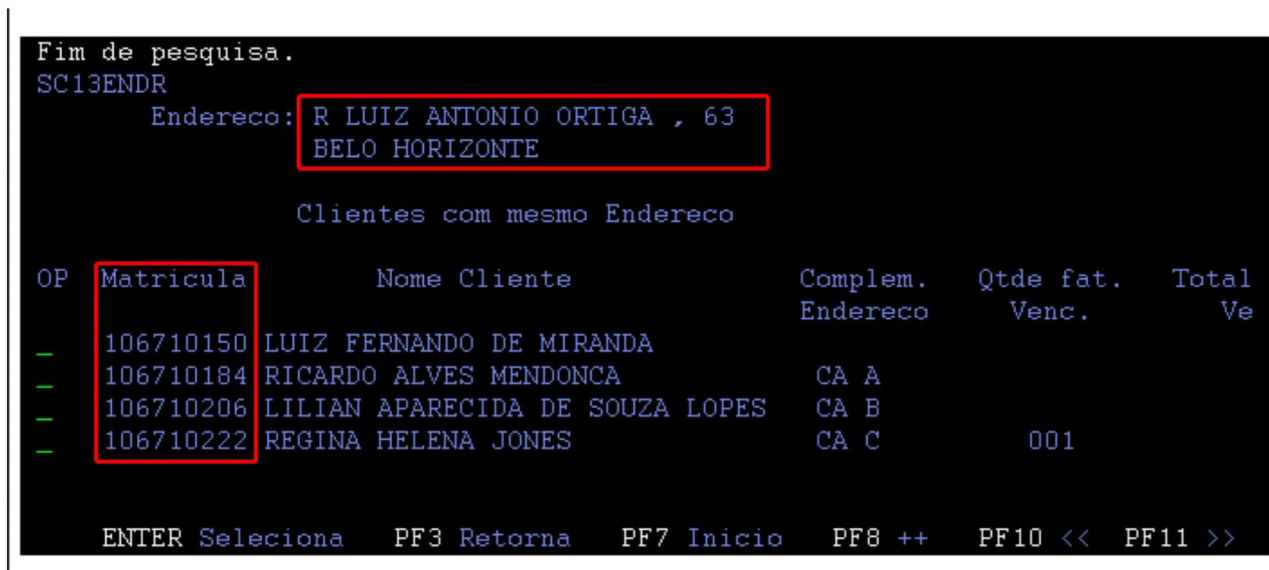 Fim de pesquisa.
SC13ENDR
Endereco: R LUIZ ANTONIO ORTIGA , 63
BELO HORIZONTE
Clientes com mesmo Endereco
OP Matricula Nome Cliente Complem. Qtde fat. Total
Endereco Venc. Ve
_ 106710150 LUIZ FERNANDO DE MIRANDA
_ 106710184 RICARDO ALVES MENDONCA CA A
_ 106710206 LILIAN APARECIDA DE SOUZA LOPES CA B
_ 106710222 REGINA HELENA JONES CA C 001
ENTER Seleciona PF3 Retorna PF7 Inicio PF8 ++ PF10 << PF11 >>